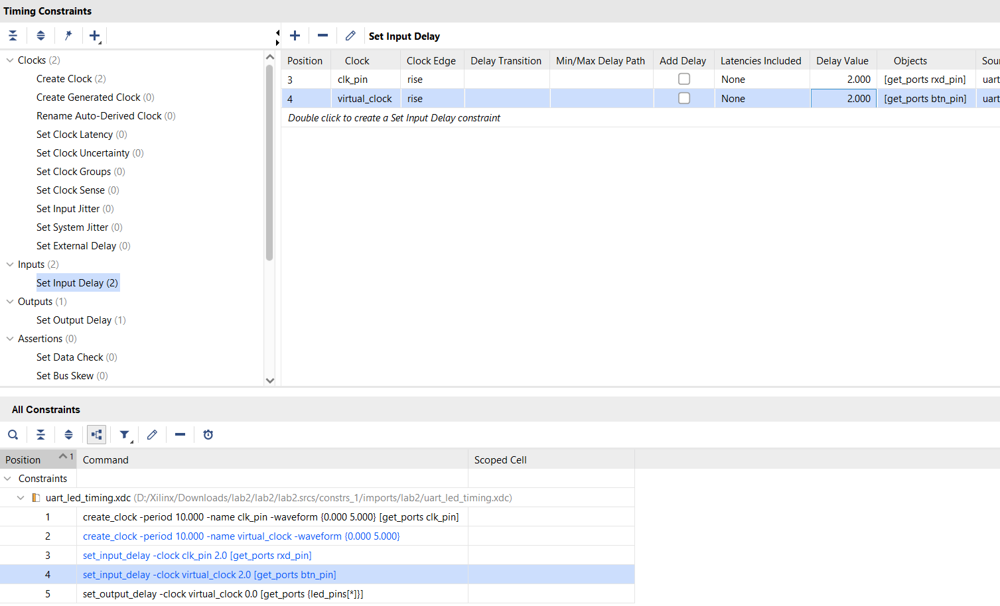 Timing Constraints
Set Input Delay
Clocks (2)
Create Clock (2)
Create Generated Clock (0)
Rename Auto-Derived Clock (0)
Set Clock Latency (0)
Set Clock Uncertainty (0)
Set Clock Groups (0)
Set Clock Sense (0)
Set Input Jitter (0)
Set System Jitter (0)
Set External Delay (0)
Inputs (2)
Set Input Delay (2)
Outputs (1)
Set Output Delay (1)
Assertions (0)
Set Data Check (0)
Set Bus Skew (0)
Position Clock Clock Edge Delay Transition Min/Max Delay Path Add Delay Latencies Included Delay Value Objects Sou
3 clk_pin rise None 2.000 [get_ports rxd_pin] uart
4 virtual_clock rise None 2.000 [get_ports btn_pin] uart
Double click to create a Set Input Delay constraint
All Constraints
Position 1 Command Scoped Cell
Constraints
uart_led_timing.xdc (D:/Xilinx/Downloads/lab2/lab2/lab2.srcs/constrs_1/imports/lab2/uart_led_timing.xdc)
1 create_clock -period 10.000 -name clk_pin -waveform {0.000 5.000} [get_ports clk_pin]
2 create_clock -period 10.000 -name virtual_clock -waveform {0.000 5.000}
3 set_input_delay -clock clk_pin 2.0 [get_ports rxd_pin]
4 set_input_delay -clock virtual_clock 2.0 [get_ports btn_pin]
5 set_output_delay -clock virtual_clock 0.0 [get_ports {led_pins[*]}]